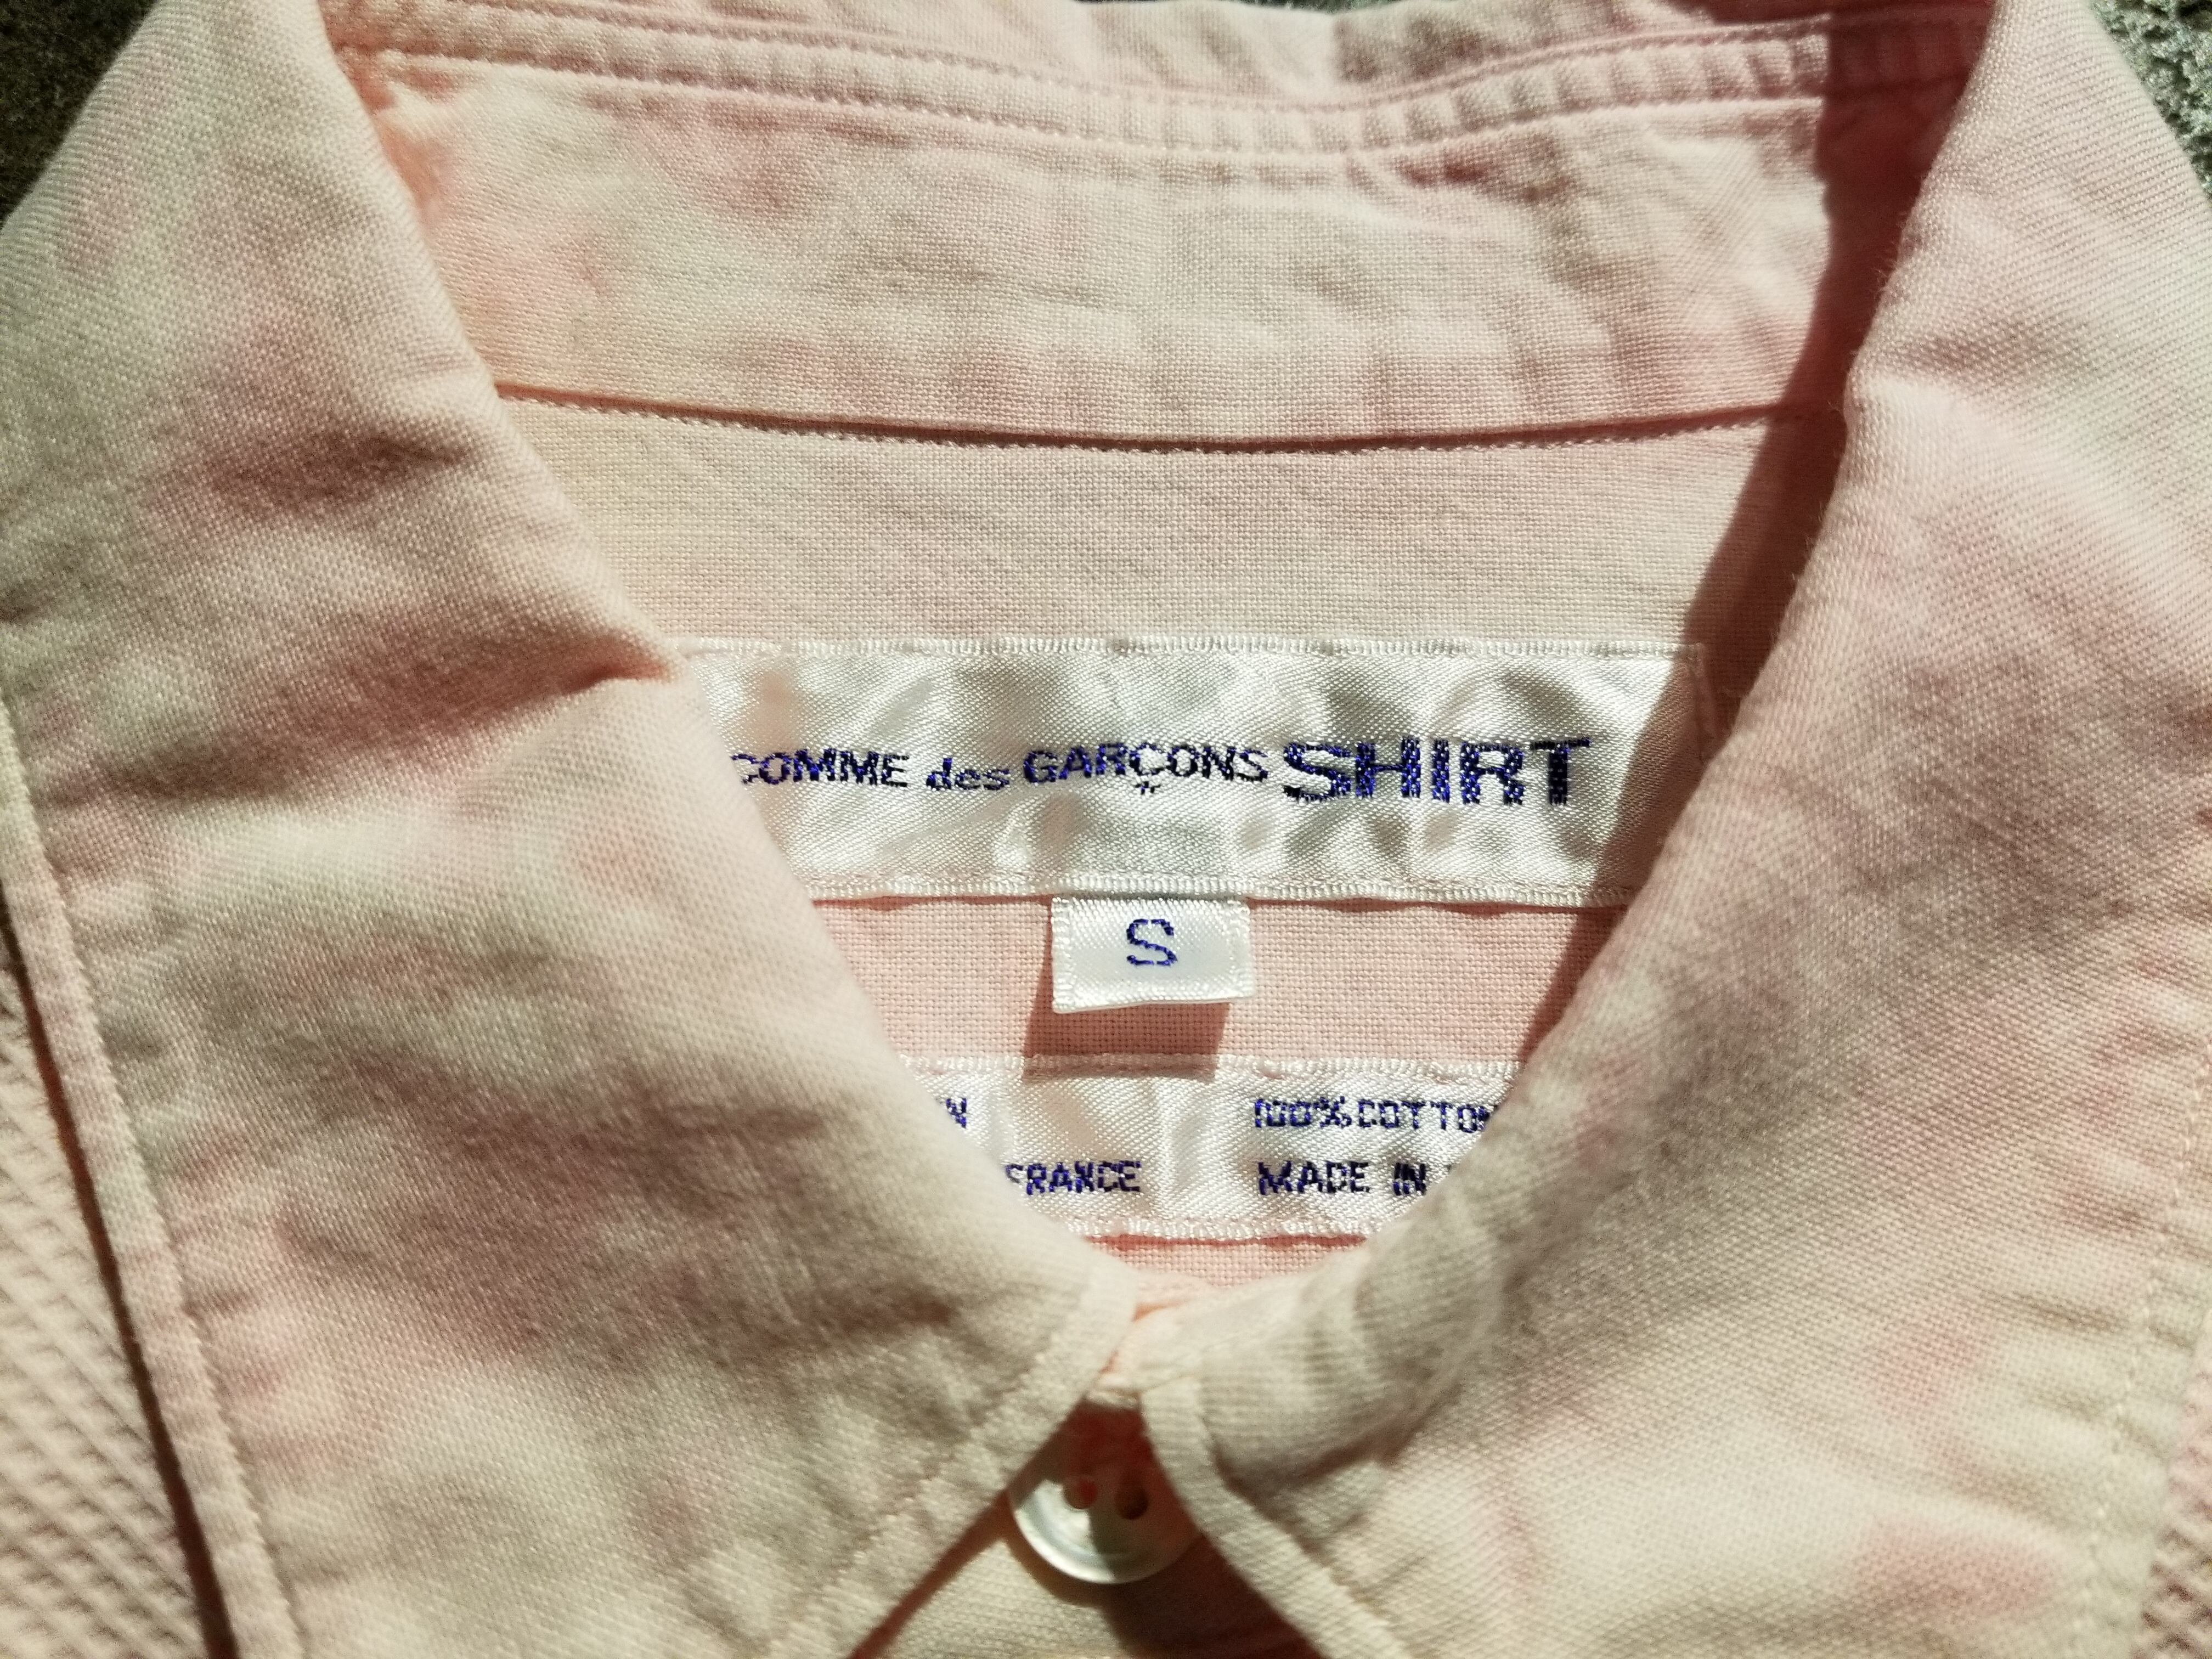 COMME des GARÇONS SHIRT
S
100% COTTON
FRANCE MADE IN